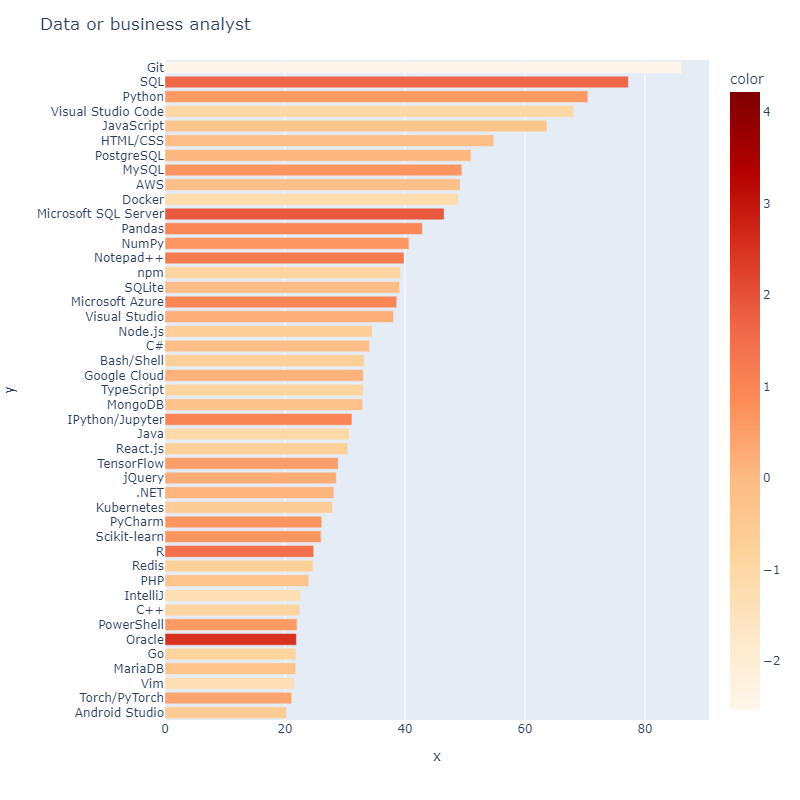 Data or business analyst
color
Git
SQL
Python
Visual Studio Code
JavaScript
HTML/CSS
PostgreSQL
MySQL
AWS
Docker
Microsoft SQL Server
Pandas
NumPy
Notepad++
npm
SQLite
Microsoft Azure
Visual Studio
Node.js
C#
Bash/Shell
Google Cloud
TypeScript
MongoDB
IPython/Jupyter
Java
React.js
TensorFlow
jQuery
.NET
Kubernetes
PyCharm
Scikit-learn
R
Redis
PHP
IntelliJ
C++
PowerShell
Oracle
Go
MariaDB
Vim
Torch/PyTorch
Android Studio
y
0 20 40 60 80
x
4
3
2
1
0
−1
−2